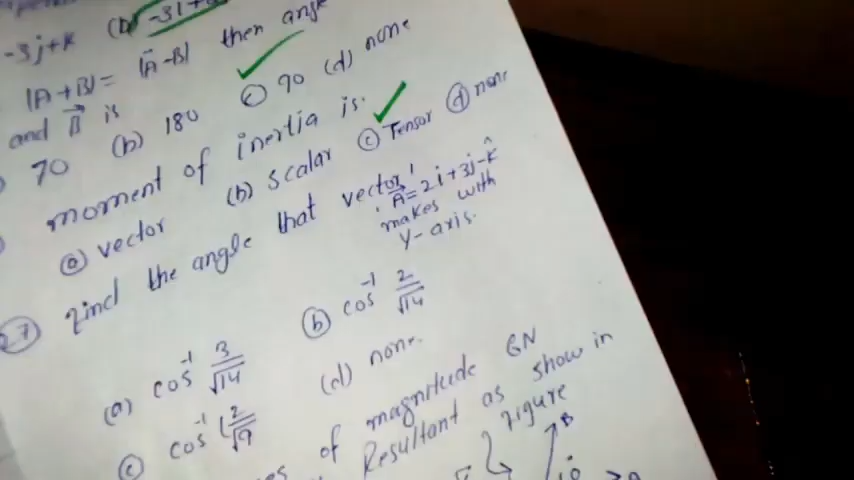 -3j+k (b) -3i+
|A+B| = |A-B| then angle
and B is
70 (b) 180 (c) 90 (d) none
moment of inertia is.
(a) vector (b) scalar (c) Tensor (d) none
27 find the angle that vector
A = 2i+3j-k
makes with
y-axis.
(a) cos⁻¹ 3/√14 (b) cos⁻¹ 2/√14
(c) cos⁻¹ (2/√9 (d) none.
of magnitude 6N
Resultant as show in
figure
B